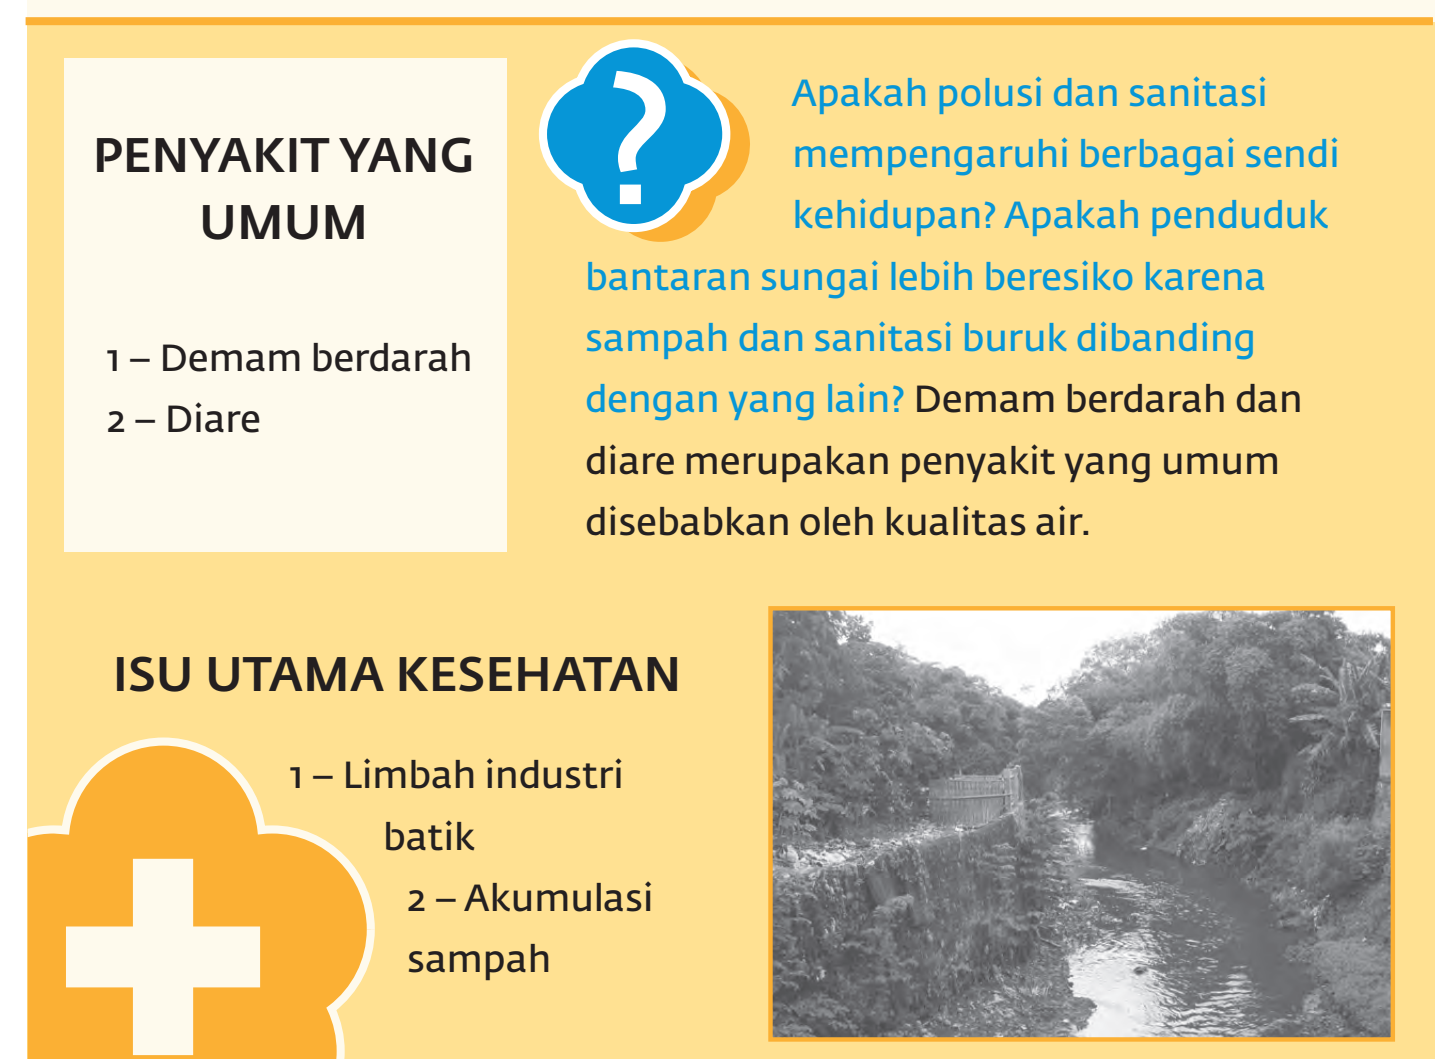 PENYAKIT YANG
UMUM
1 – Demam berdarah
2 – Diare
?
Apakah polusi dan sanitasi
mempengaruhi berbagai sendi
kehidupan? Apakah penduduk
bantaran sungai lebih beresiko karena
sampah dan sanitasi buruk dibanding
dengan yang lain? Demam berdarah dan
diare merupakan penyakit yang umum
disebabkan oleh kualitas air.
ISU UTAMA KESEHATAN
1 – Limbah industri
batik
2 – Akumulasi
sampah